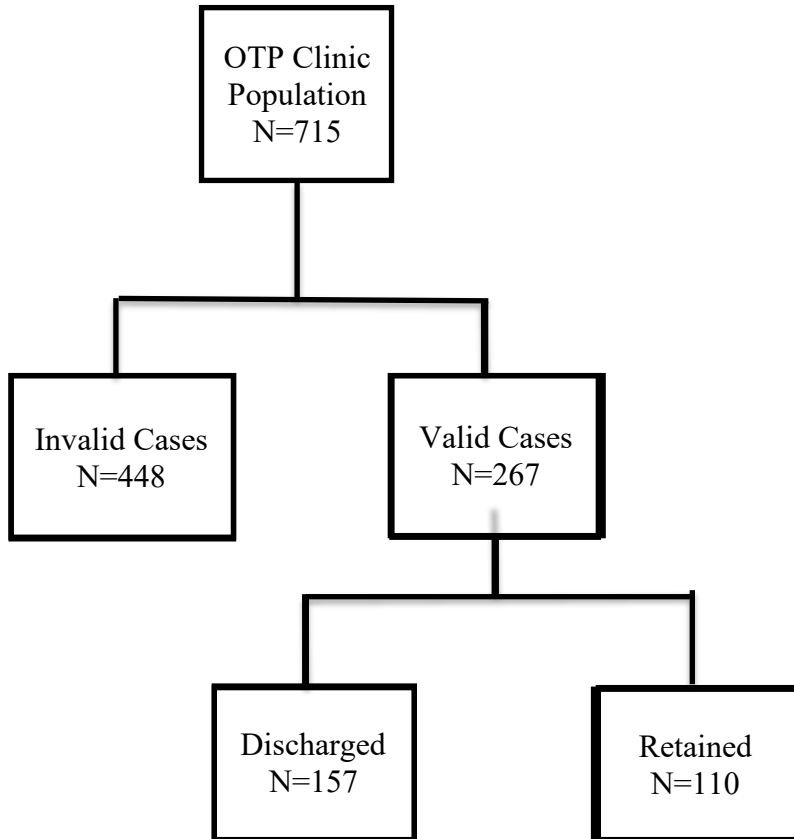 OTP Clinic
Population
N=715
Invalid Cases
N=448
Valid Cases
N=267
Discharged
N=157
Retained
N=110